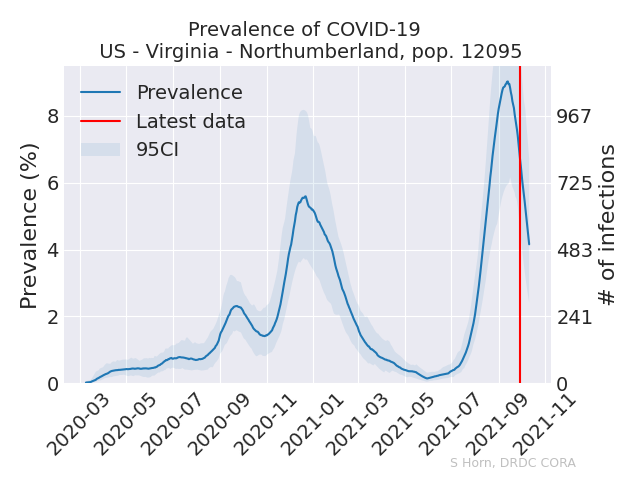 Prevalence of COVID-19
US - Virginia - Northumberland, pop. 12095
Prevalence
Latest data
95CI
Prevalence (%)
8
6
4
2
0
967
725
483
241
0
# of infections
2020-03
2020-05
2020-07
2020-09
2020-11
2021-01
2021-03
2021-05
2021-07
2021-09
2021-11
S Horn, DRDC CORA